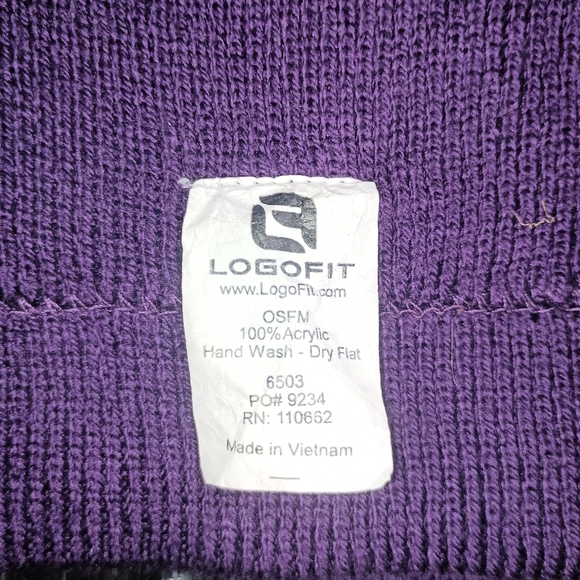 LOGOFIT
www.LogoFit.com
OSFM
100% Acrylic
Hand Wash - Dry Flat
6503
PO# 9234
RN: 110662
Made in Vietnam